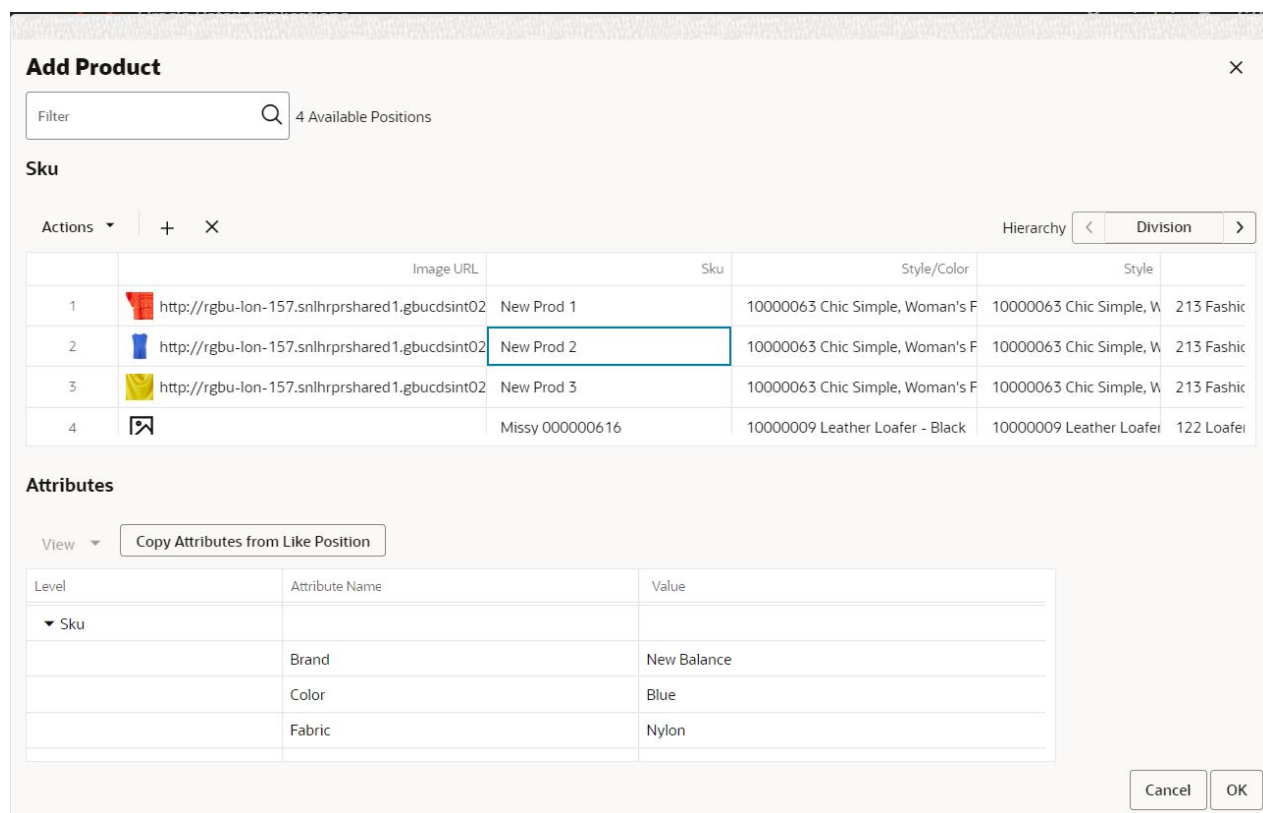 Add Product
Filter 4 Available Positions
Sku
Actions Hierarchy Division
Image URL Sku Style/Color Style
1 http://rgbu-lon-157.snlhrprshared1.gbucdsint02 New Prod 1 10000063 Chic Simple, Woman's F 10000063 Chic Simple, W 213 Fashic
2 http://rgbu-lon-157.snlhrprshared1.gbucdsint02 New Prod 2 10000063 Chic Simple, Woman's F 10000063 Chic Simple, W 213 Fashic
3 http://rgbu-lon-157.snlhrprshared1.gbucdsint02 New Prod 3 10000063 Chic Simple, Woman's F 10000063 Chic Simple, W 213 Fashic
4 Missy 000000616 10000009 Leather Loafer - Black 10000009 Leather Loafer 122 Loafer
Attributes
View Copy Attributes from Like Position
Level Attribute Name Value
Sku
Brand New Balance
Color Blue
Fabric Nylon
Cancel OK